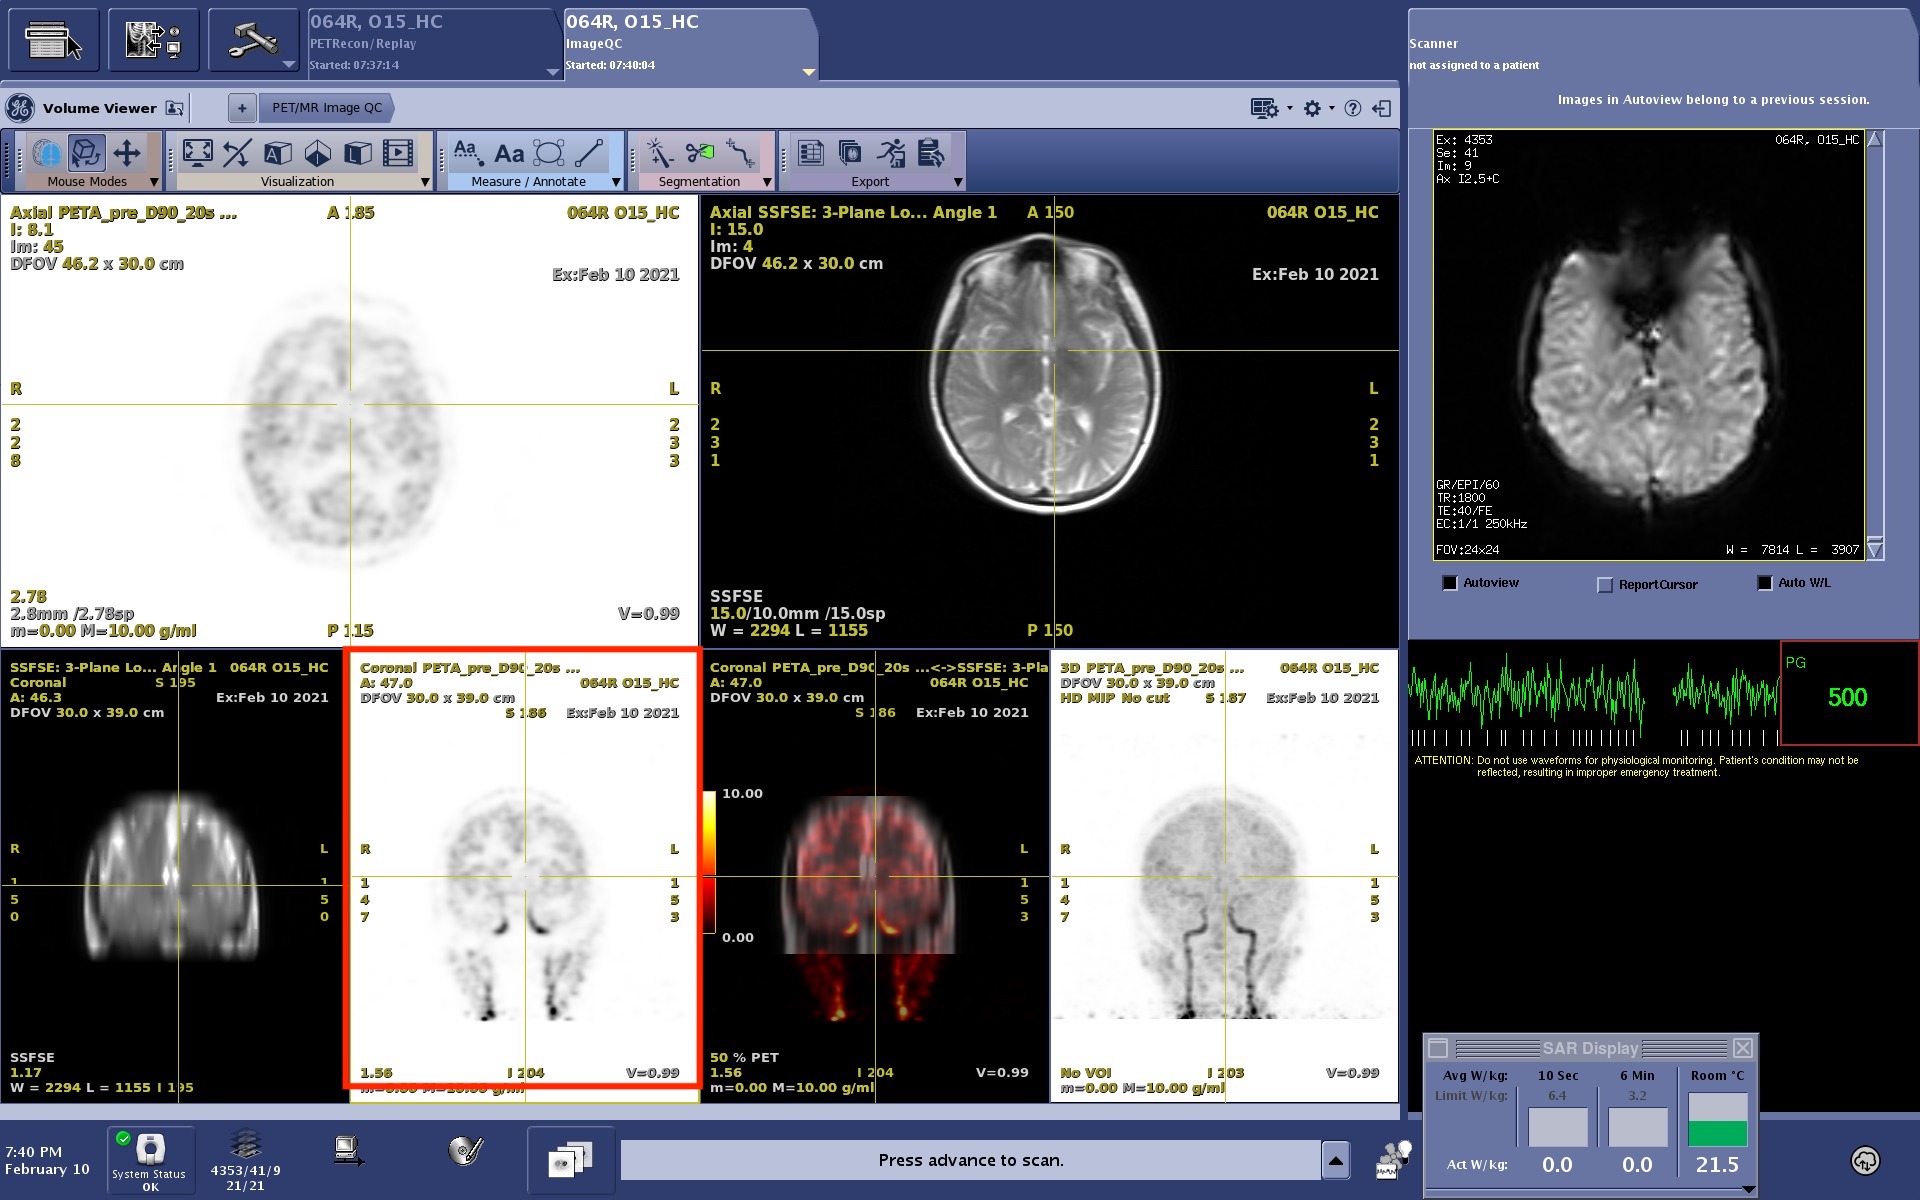 064R, O15_HC
PETRecon/Replay
Started: 07:37:14
064R, O15_HC
ImageQC
Started: 07:40:04
Scanner
not assigned to a patient
Images in Autoview belong to a previous session.
Volume Viewer
+
PET/MR Image QC
Mouse Modes
Visualization
Aa Aa
Measure / Annotate
Segmentation
Export
Axial PETA_pre_D90_20s ...
A 185
064R O15_HC
I: 8.1
Im: 45
DFOV 46.2 x 30.0 cm
Ex:Feb 10 2021
R
L
2
2
8
2
3
3
2.78
2.8mm /2.78sp
V=0.99
m=0.00 M=10.00 g/ml
P 115
Axial SSFSE: 3-Plane Lo... Angle 1
A 150
064R O15_HC
I: 15.0
Im: 4
DFOV 46.2 x 30.0 cm
Ex:Feb 10 2021
R
L
2
3
1
2
3
1
SSFSE
15.0/10.0mm /15.0sp
W = 2294 L = 1155
P 150
SSFSE: 3-Plane Lo... Angle 1
064R O15_HC
Coronal
S 195
A: 46.3
Ex:Feb 10 2021
DFOV 30.0 x 39.0 cm
R
L
1
5
0
1
5
0
SSFSE
1.17
W = 2294 L = 1155
I 195
Coronal PETA_pre_D90_20s ...
A: 47.0
064R O15_HC
DFOV 30.0 x 39.0 cm
S 186
Ex:Feb 10 2021
R
L
1
4
7
1
5
3
1.56
I 204
V=0.99
m=0.00 M=10.00 g/ml
Coronal PETA_pre_D90_20s ...<->SSFSE: 3-Pla
A: 47.0
064R O15_HC
DFOV 30.0 x 39.0 cm
S 186
Ex:Feb 10 2021
10.00
0.00
L
1
5
3
50 % PET
1.56
I 204
V=0.99
m=0.00 M=10.00 g/ml
3D PETA_pre_D90_20s ...
064R O15_HC
DFOV 30.0 x 39.0 cm
HD MIP No cut
S 187
Ex:Feb 10 2021
R
L
1
4
7
1
5
3
No VOI
I 203
V=0.99
m=0.00 M=10.00 g/ml
Ex: 4353
Se: 41
Im: 9
Ax I2.5+C
064R, O15_HC
GR/EPI/60
TR:1800
TE:40/FE
EC:1/1 250kHz
FOV:24x24
W = 7814 L = 3907
Autoview
ReportCursor
Auto W/L
PG
500
ATTENTION: Do not use waveforms for physiological monitoring. Patient's condition may not be
reflected, resulting in improper emergency treatment.
SAR Display
Avg W/kg:
10 Sec
6 Min
Room °C
Limit W/kg:
6.4
3.2
Act W/kg:
0.0
0.0
21.5
7:40 PM
February 10
System Status
OK
4353/41/9
21/21
Press advance to scan.